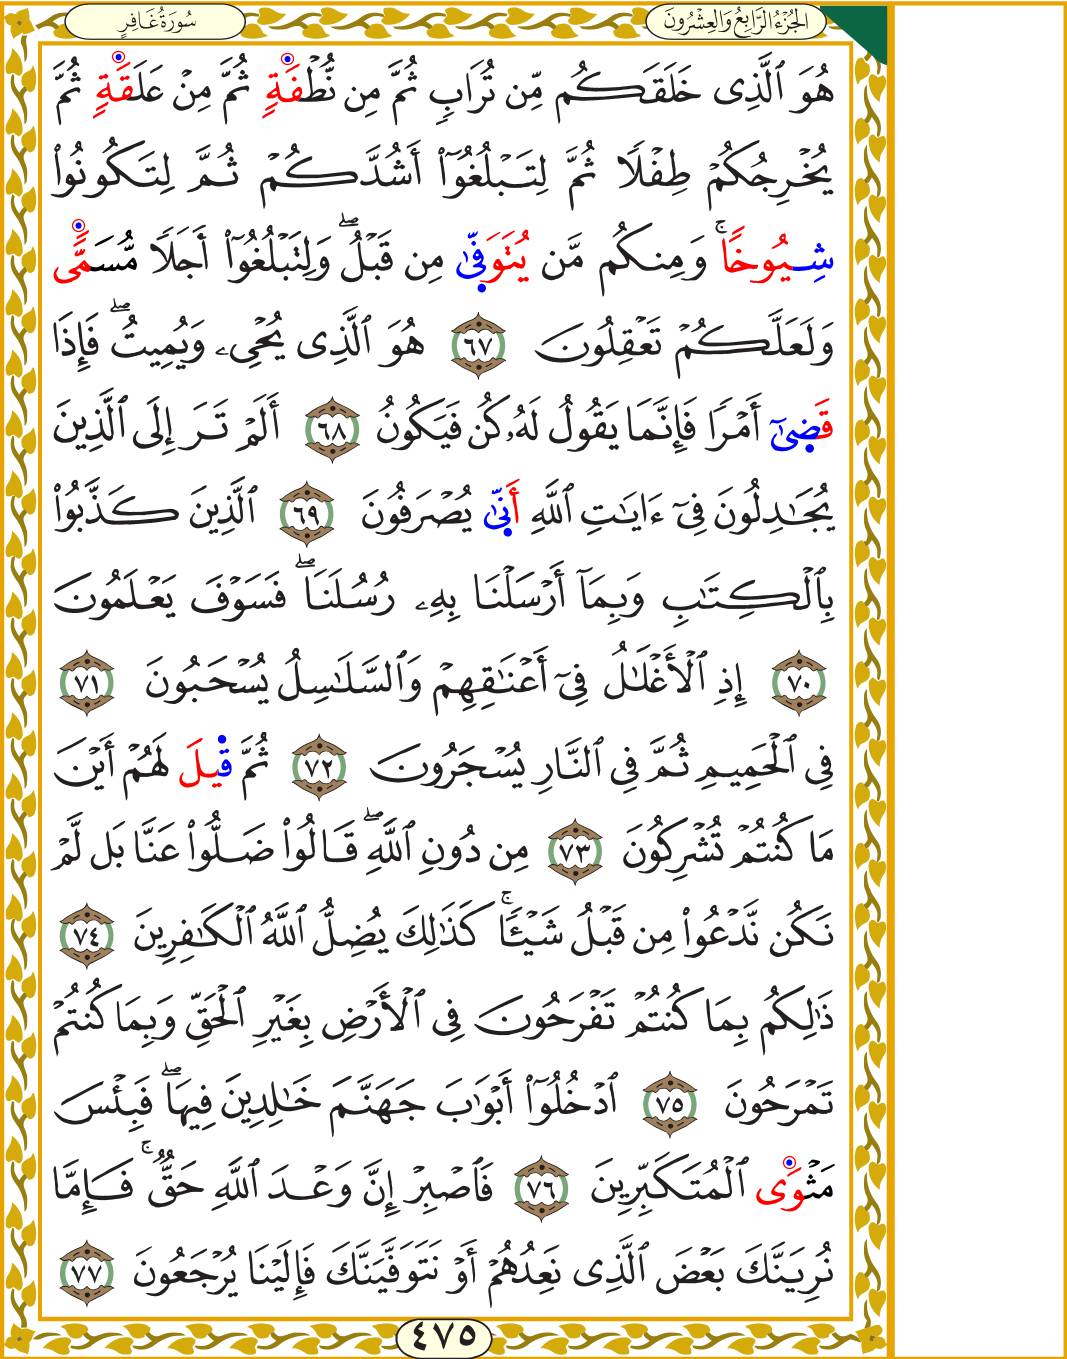 الجُزْءُ الرَّابِعُ وَالعِشْرُونَ
سُورَةُ غَافِرٍ
هُوَ ٱلَّذِى خَلَقَكُم مِّن تُرَابٍ ثُمَّ مِن نُّطْفَةٍ ثُمَّ مِنْ عَلَقَةٍ ثُمَّ
يُخْرِجُكُمْ طِفْلًا ثُمَّ لِتَبْلُغُوٓا۟ أَشُدَّكُمْ ثُمَّ لِتَكُونُوا۟
شِيُوخًا ۚ وَمِنكُم مَّن يُتَوَفِّىٰ مِن قَبْلُ ۖ وَلِتَبْلُغُوٓا۟ أَجَلًا مُّسَمًّى
وَلَعَلَّكُمْ تَعْقِلُونَ ٦٧ هُوَ ٱلَّذِى يُحْىِۦ وَيُمِيتُ ۖ فَإِذَا
قَضِىٰٓ أَمْرًا فَإِنَّمَا يَقُولُ لَهُۥ كُن فَيَكُونُ ٦٨ أَلَمْ تَرَ إِلَى ٱلَّذِينَ
يُجَـٰدِلُونَ فِىٓ ءَايَـٰتِ ٱللَّهِ أَنِّىٰ يُصْرَفُونَ ٦٩ ٱلَّذِينَ كَذَّبُوا۟
بِٱلْكِتَـٰبِ وَبِمَآ أَرْسَلْنَا بِهِۦ رُسُلَنَا ۖ فَسَوْفَ يَعْلَمُونَ
٧٠ إِذِ ٱلْأَغْلَـٰلُ فِىٓ أَعْنَـٰقِهِمْ وَٱلسَّلَـٰسِلُ يُسْحَبُونَ ٧١
فِى ٱلْحَمِيمِ ثُمَّ فِى ٱلنَّارِ يُسْجَرُونَ ٧٢ ثُمَّ قِيلَ لَهُمْ أَيْنَ
مَا كُنتُمْ تُشْرِكُونَ ٧٣ مِن دُونِ ٱللَّهِ ۖ قَالُوا۟ ضَلُّوا۟ عَنَّا بَل لَّمْ
نَكُن نَّدْعُوا۟ مِن قَبْلُ شَيْـًٔا ۚ كَذَٰلِكَ يُضِلُّ ٱللَّهُ ٱلْكَـٰفِرِينَ ٧٤
ذَٰلِكُم بِمَا كُنتُمْ تَفْرَحُونَ فِى ٱلْأَرْضِ بِغَيْرِ ٱلْحَقِّ وَبِمَا كُنتُمْ
تَمْرَحُونَ ٧٥ ٱدْخُلُوٓا۟ أَبْوَٰبَ جَهَنَّمَ خَـٰلِدِينَ فِيهَا ۖ فَبِئْسَ
مَثْوَى ٱلْمُتَكَبِّرِينَ ٧٦ فَٱصْبِرْ إِنَّ وَعْدَ ٱللَّهِ حَقٌّ ۚ فَإِمَّا
نُرِيَنَّكَ بَعْضَ ٱلَّذِى نَعِدُهُمْ أَوْ نَتَوَفَّيَنَّكَ فَإِلَيْنَا يُرْجَعُونَ ٧٧
٤٧٥